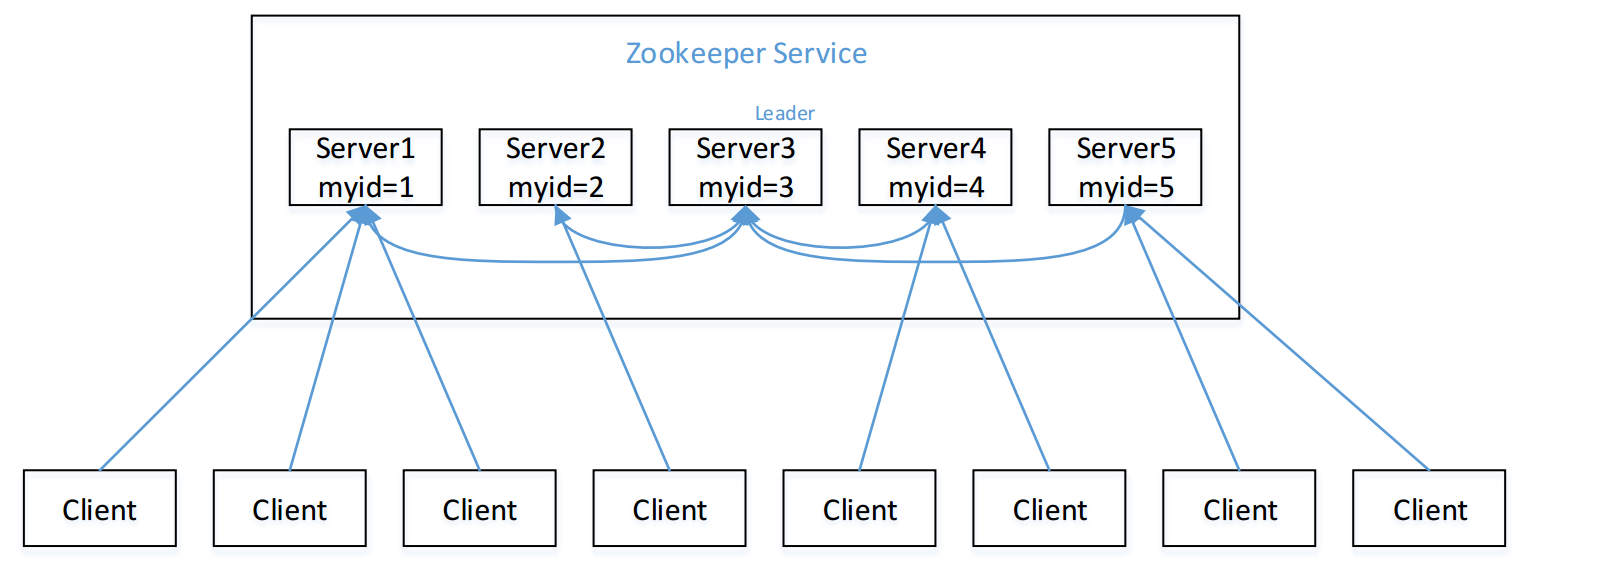 Zookeeper Service
Leader
Server1
myid=1
Server2
myid=2
Server3
myid=3
Server4
myid=4
Server5
myid=5
Client
Client
Client
Client
Client
Client
Client
Client